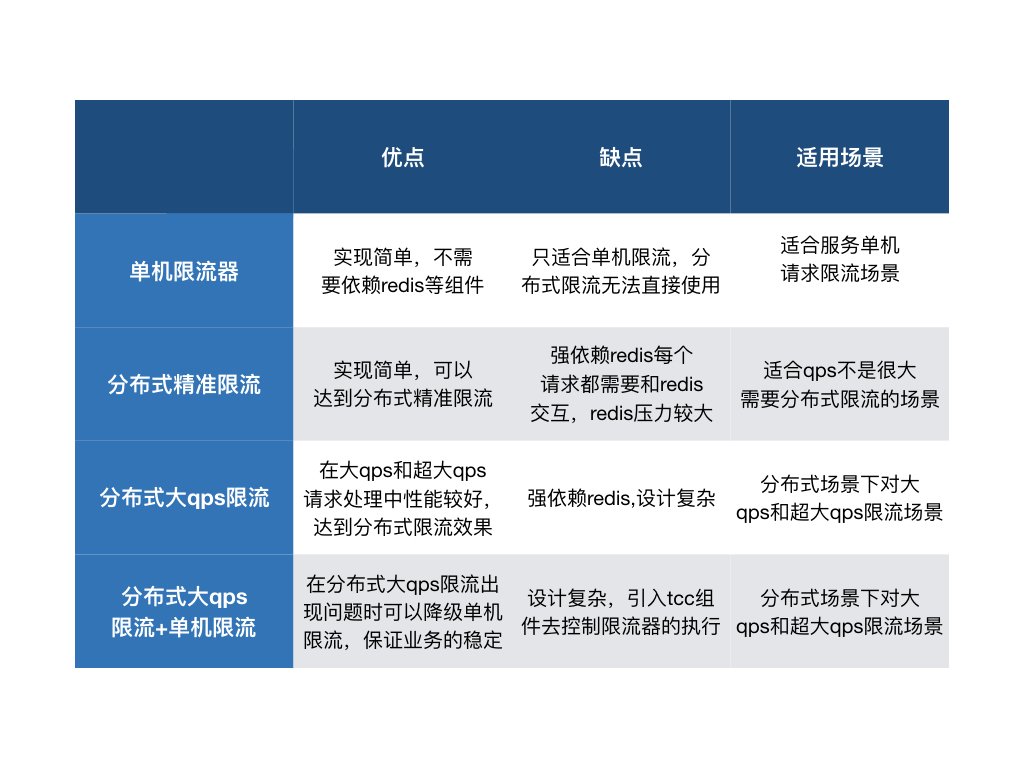 优点
缺点
适用场景
单机限流器
实现简单，不需
要依赖redis等组件
只适合单机限流，分
布式限流无法直接使用
适合服务单机
请求限流场景
分布式精准限流
实现简单，可以
达到分布式精准限流
强依赖redis每个
请求都需要和redis
交互，redis压力较大
适合qps不是很大
需要分布式限流的场景
分布式大qps限流
在大qps和超大qps
请求处理中性能较好，
达到分布式限流效果
强依赖redis,设计复杂
分布式场景下对大
qps和超大qps限流场景
分布式大qps
限流+单机限流
在分布式大qps限流出
现问题时可以降级单机
限流，保证业务的稳定
设计复杂，引入tcc组
件去控制限流器的执行
分布式场景下对大
qps和超大qps限流场景